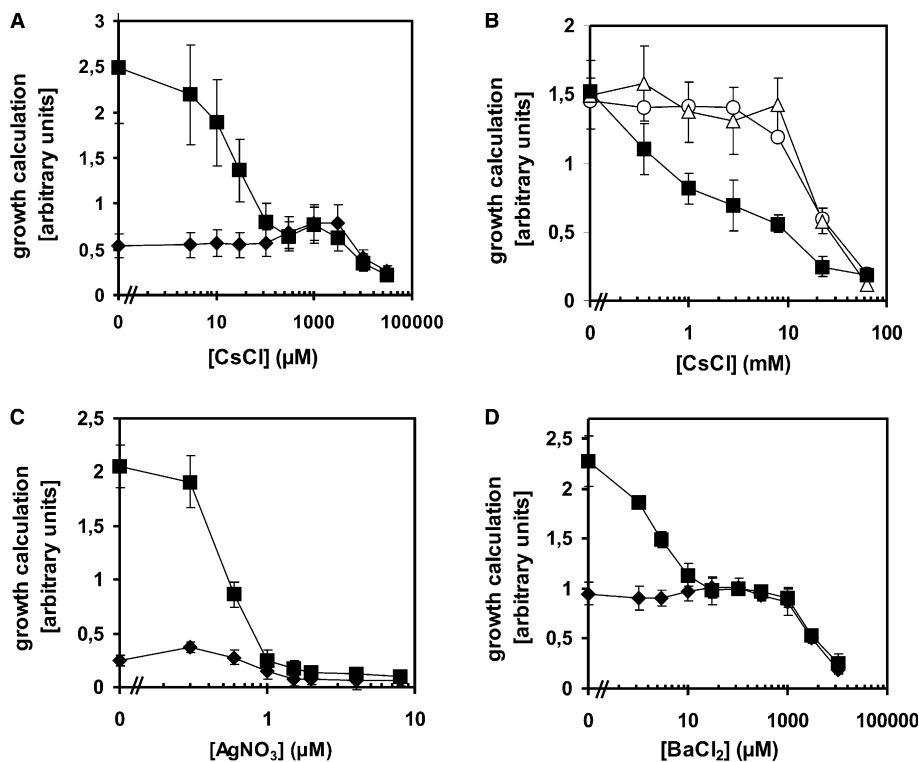 A
growth calculation
[arbitrary units]
3
2,5
2
1,5
1
0,5
0
0
10
1000
100000
[CsCl] (µM)
B
growth calculation
[arbitrary units]
2
1.5
1
0.5
0
0
1
10
100
[CsCl] (mM)
C
growth calculation
[arbitrary units]
2,5
2
1,5
1
0,5
0
0
1
10
[AgNO₃] (µM)
D
growth calculation
[arbitrary units]
2,5
2
1,5
1
0,5
0
0
10
1000
100000
[BaCl₂] (µM)